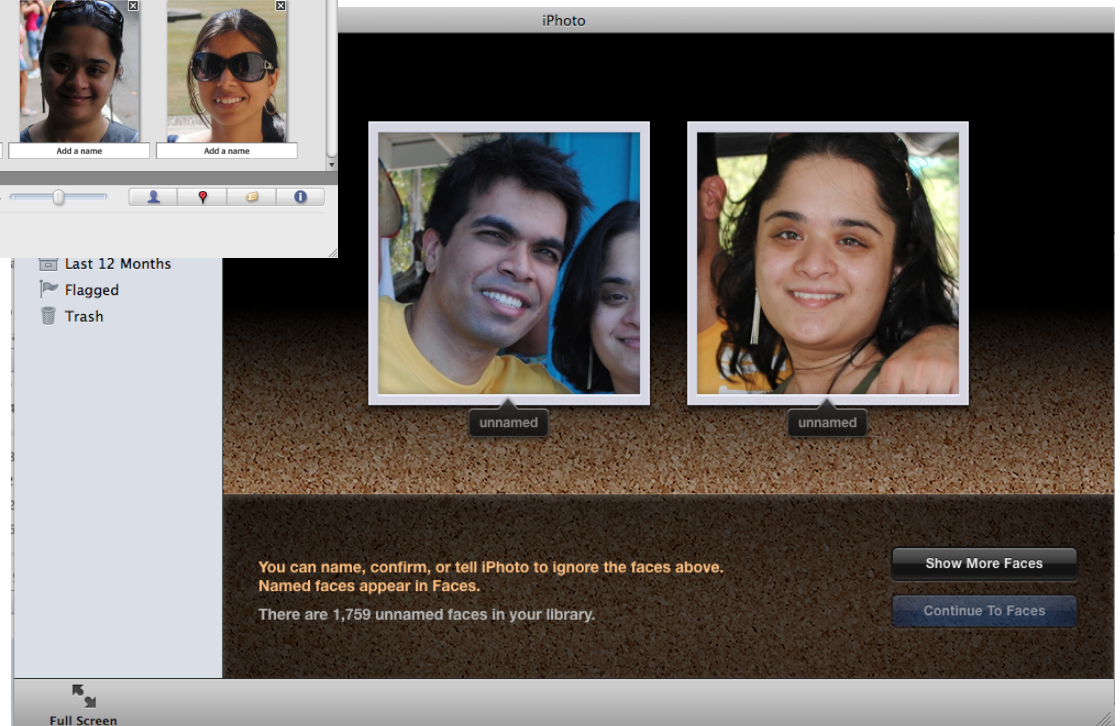 iPhoto
Add a name
Add a name
Last 12 Months
Flagged
Trash
unnamed
unnamed
You can name, confirm, or tell iPhoto to ignore the faces above.
Named faces appear in Faces.
There are 1,759 unnamed faces in your library.
Show More Faces
Continue To Faces
Full Screen